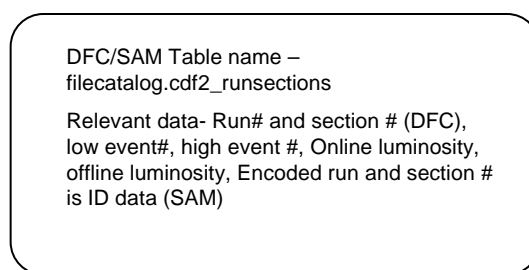 DFC/SAM Table name –
filecatalog.cdf2_runsections
Relevant data- Run# and section # (DFC),
low event#, high event #, Online luminosity,
offline luminosity, Encoded run and section #
is ID data (SAM)